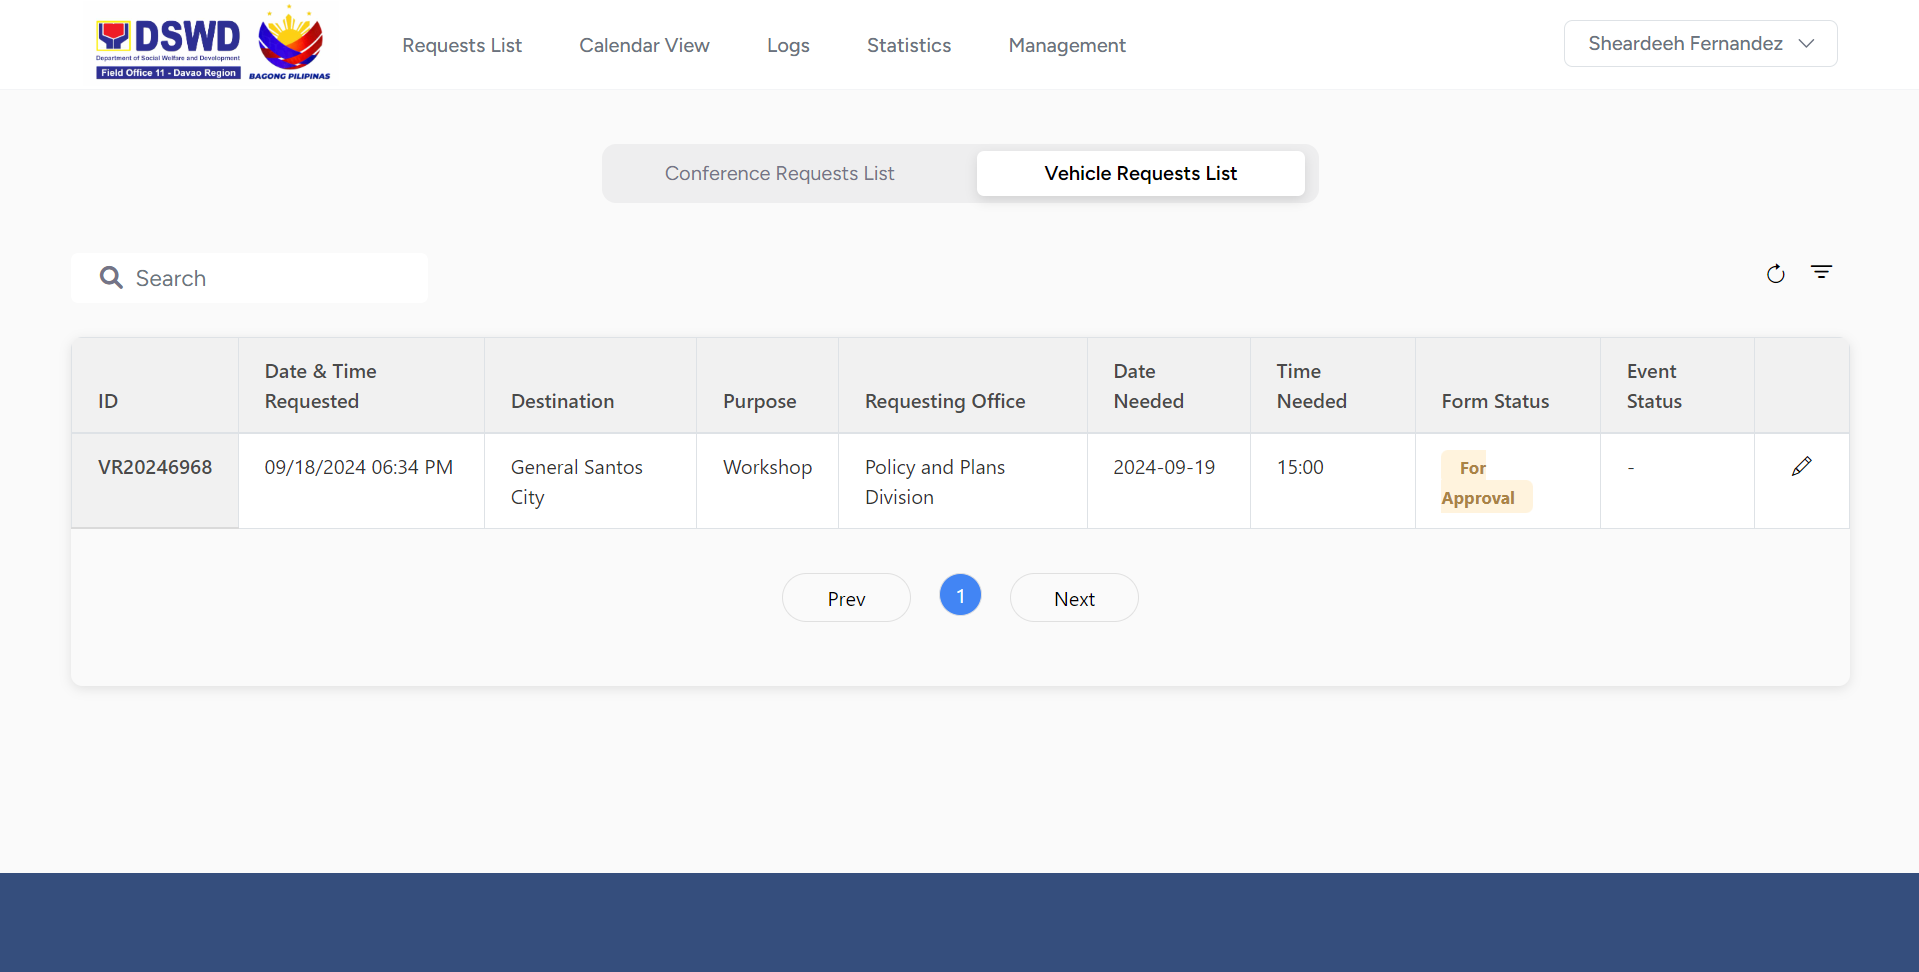 DSWD
Department of Social Welfare and Development
Field Office 11 - Davao Region
BAGONG PILIPINAS
Requests List
Calendar View
Logs
Statistics
Management
Sheardeeh Fernandez
Conference Requests List
Vehicle Requests List
Search
ID
Date & Time
Requested
Destination
Purpose
Requesting Office
Date
Needed
Time
Needed
Form Status
Event
Status
VR20246968
09/18/2024 06:34 PM
General Santos
City
Workshop
Policy and Plans
Division
2024-09-19
15:00
For
Approval
-
Prev
1
Next